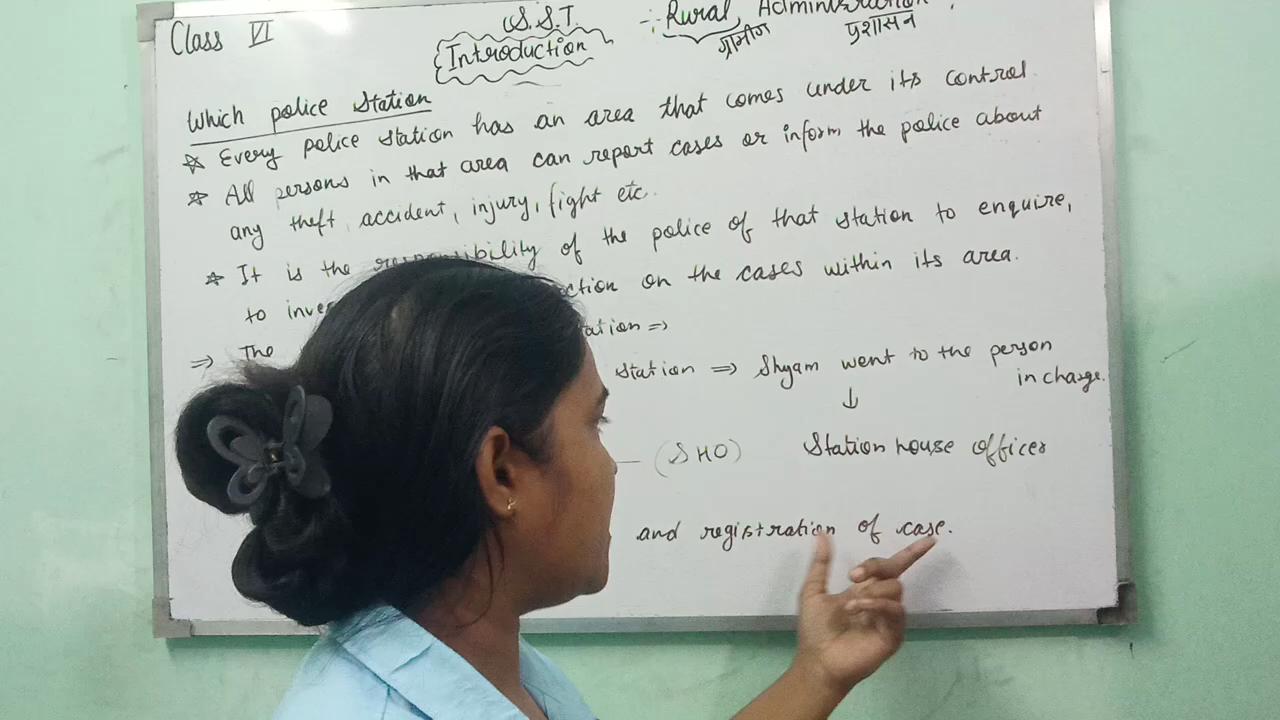 Class VI
S.S.T. -: Rural Administration
Introduction
ग्रामीण प्रशासन
Which police Station
☆ Every police station has an area that comes under its control.
☆ All persons in that area can report cases or inform the police about
any theft, accident, injury, fight etc.
☆ It is the responsibility of the police of that station to enquire,
to ction on the cases within its area.
⇒ The ation ⇒
station ⇒ Shyam went to the person
in charge.
↓
— (SHO) Station house officer
and registration of case.